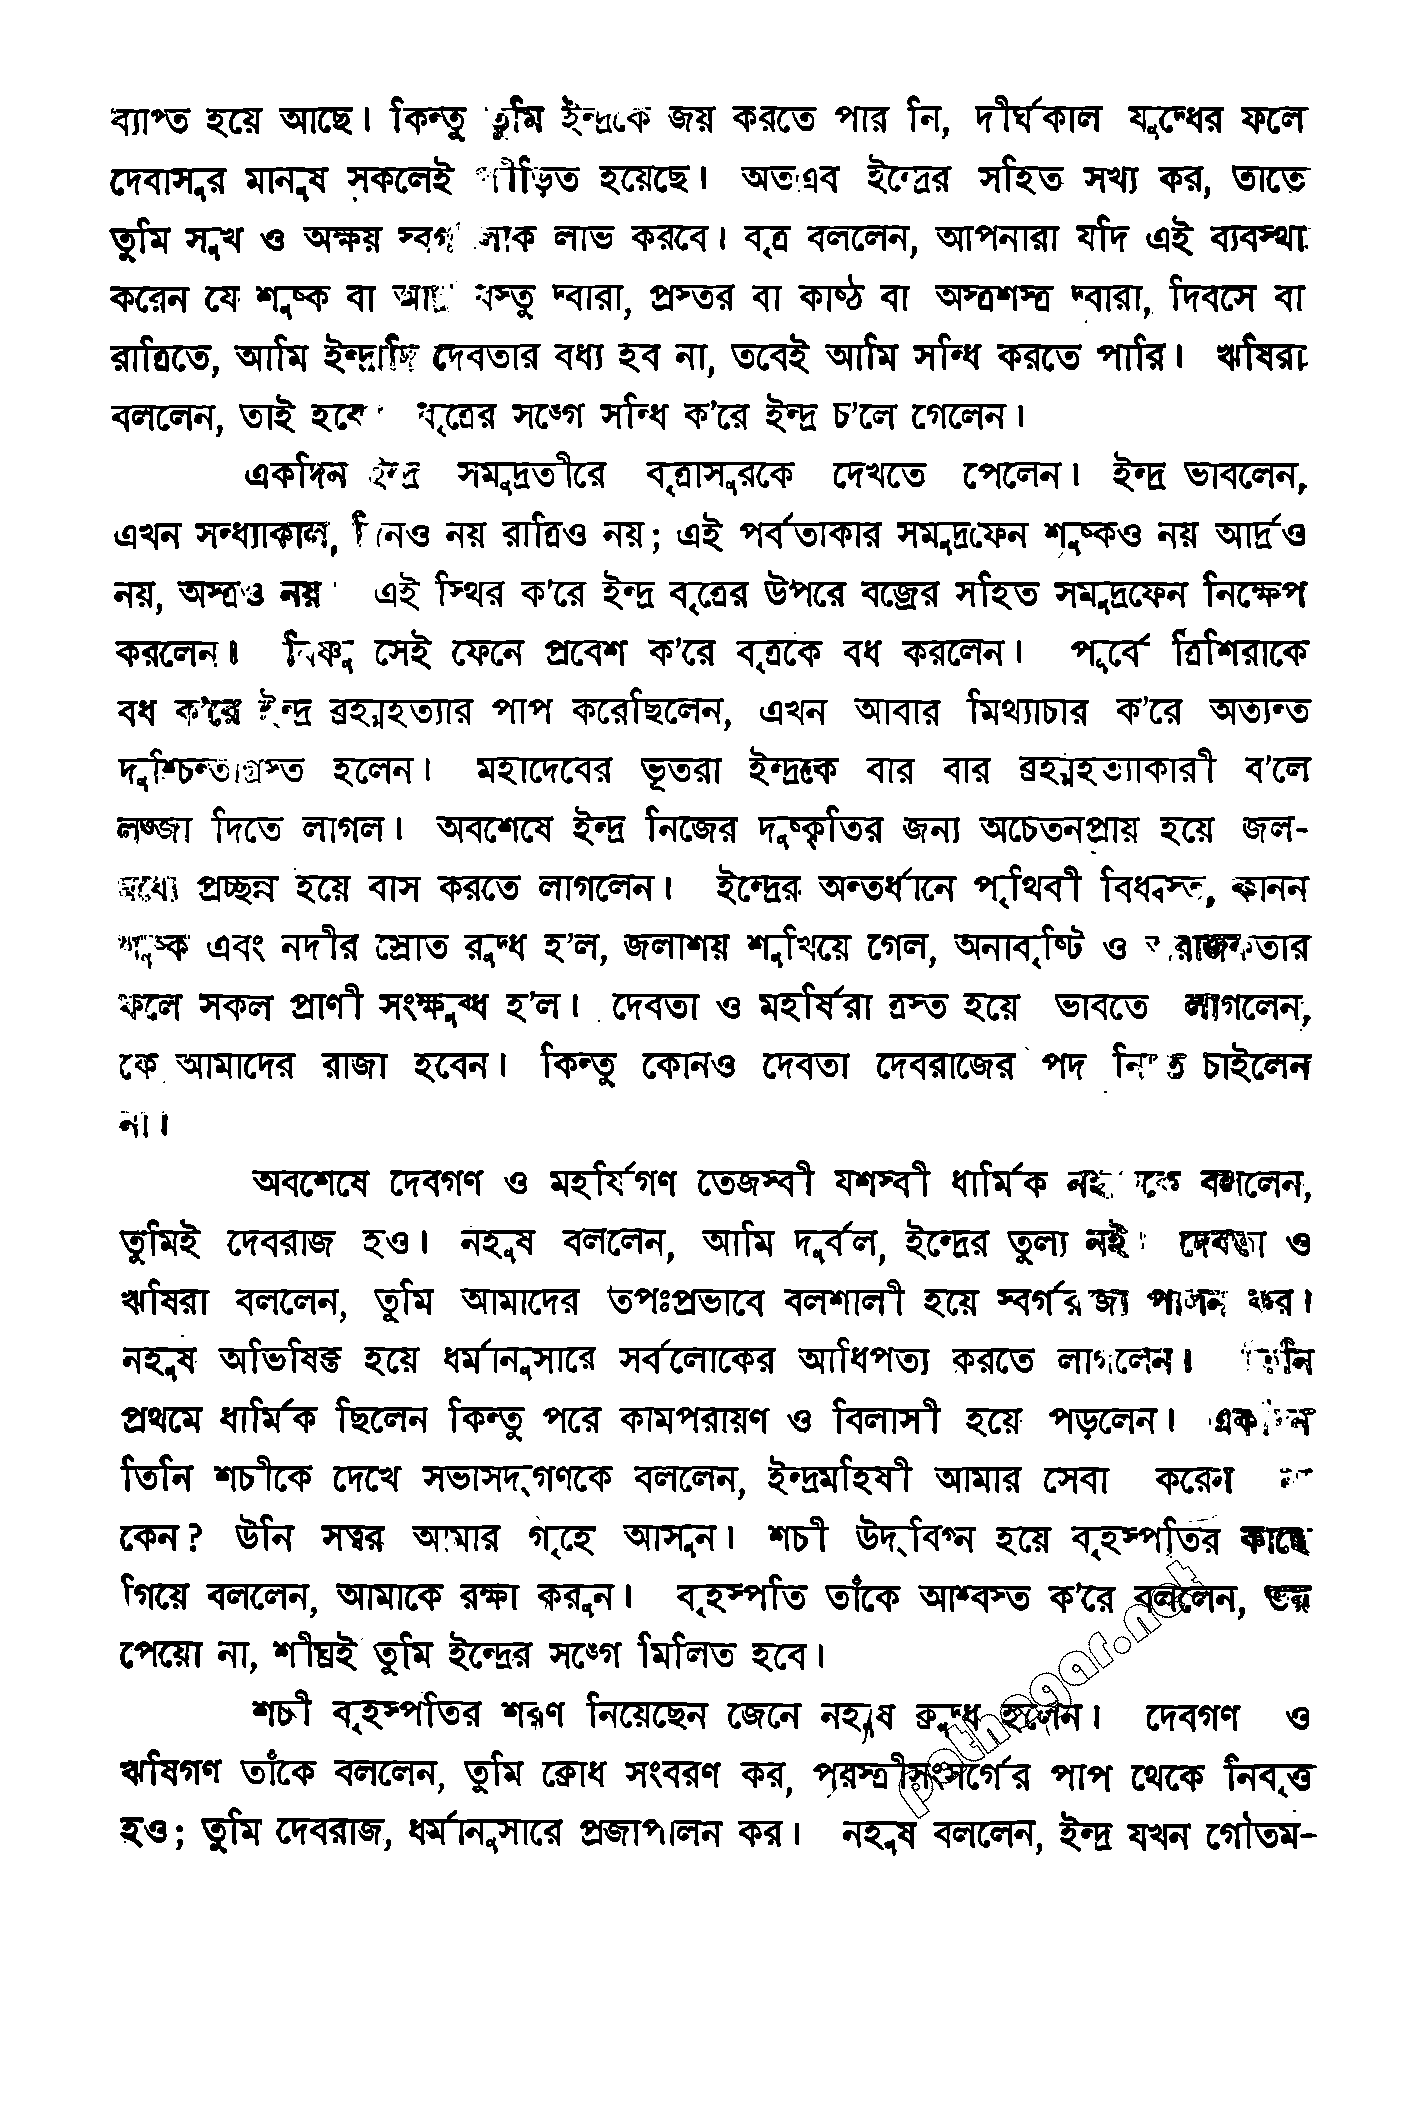 ব্যাপ্ত হয়ে আছে। কিন্তু তুমি ইন্দ্রকে জয় করতে পার নি, দীর্ঘকাল যুদ্ধের ফলে
দেবাসুর মানুষ সকলেই পীড়িত হয়েছে। অতএব ইন্দ্রের সহিত সখ্য কর, তাতে
তুমি সুখ ও অক্ষয় স্বর্গলোক লাভ করবে। বৃত্র বললেন, আপনারা যদি এই ব্যবস্থা
করেন যে শুষ্ক বা আর্দ্র বস্তু দ্বারা, প্রস্তর বা কাষ্ঠ বা অস্ত্রশস্ত্র দ্বারা, দিবসে বা
রাত্রিতে, আমি ইন্দ্রাদি দেবতার বধ্য হব না, তবেই আমি সন্ধি করতে পারি। ঋষিরা
বললেন, তাই হবে। বৃত্রের সঙ্গে সন্ধি ক'রে ইন্দ্র চ'লে গেলেন।
একদিন ইন্দ্র সমুদ্রতীরে বৃত্রাসুরকে দেখতে পেলেন। ইন্দ্র ভাবলেন,
এখন সন্ধ্যাকাল, দিনও নয় রাত্রিও নয়; এই পর্বতাকার সমুদ্রফেন শুষ্কও নয় আর্দ্রও
নয়, অস্ত্রও নয়। এই স্থির ক'রে ইন্দ্র বৃত্রের উপরে বজ্রের সহিত সমুদ্রফেন নিক্ষেপ
করলেন। বিষ্ণু সেই ফেনে প্রবেশ ক'রে বৃত্রকে বধ করলেন। পূর্বে ত্রিশিরাকে
বধ ক'রে ইন্দ্র ব্রহ্মহত্যার পাপ করেছিলেন, এখন আবার মিথ্যাচার ক'রে অত্যন্ত
দুশ্চিন্তাগ্রস্ত হলেন। মহাদেবের ভূতরা ইন্দ্রকে বার বার ব্রহ্মহত্যাকারী ব'লে
লজ্জা দিতে লাগল। অবশেষে ইন্দ্র নিজের দুষ্কৃতির জন্য অচেতনপ্রায় হয়ে জল-
মধ্যে প্রচ্ছন্ন হয়ে বাস করতে লাগলেন। ইন্দ্রের অন্তর্ধানে পৃথিবী বিধ্বস্ত, কানন
শুষ্ক এবং নদীর স্রোত রুদ্ধ হ'ল, জলাশয় শুখিয়ে গেল, অনাবৃষ্টি ও অরাজকতার
ফলে সকল প্রাণী সংক্ষুব্ধ হ'ল। দেবতা ও মহর্ষিরা ত্রস্ত হয়ে ভাবতে লাগলেন,
কে আমাদের রাজা হবেন। কিন্তু কোনও দেবতা দেবরাজের পদ নিতে চাইলেন
না।
অবশেষে দেবগণ ও মহর্ষিগণ তেজস্বী যশস্বী ধার্মিক নহুষকে বললেন,
তুমিই দেবরাজ হও। নহুষ বললেন, আমি দুর্বল, ইন্দ্রের তুল্য নই। দেবতা ও
ঋষিরা বললেন, তুমি আমাদের তপঃপ্রভাবে বলশালী হয়ে স্বর্গরাজ্য পালন কর।
নহুষ অভিষিক্ত হয়ে ধর্মানুসারে সর্বলোকের আধিপত্য করতে লাগলেন। তিনি
প্রথমে ধার্মিক ছিলেন কিন্তু পরে কামপরায়ণ ও বিলাসী হয়ে পড়লেন। একদিন
তিনি শচীকে দেখে সভাসদ্‌গণকে বললেন, ইন্দ্রমহিষী আমার সেবা করেন না
কেন? উনি সত্বর আমার গৃহে আসুন। শচী উদ্‌বিগ্ন হয়ে বৃহস্পতির কাছে
গিয়ে বললেন, আমাকে রক্ষা করুন। বৃহস্পতি তাঁকে আশ্বস্ত ক'রে বললেন, ভয়
পেয়ো না, শীঘ্রই তুমি ইন্দ্রের সঙ্গে মিলিত হবে।
শচী বৃহস্পতির শরণ নিয়েছেন জেনে নহুষ ক্রুদ্ধ হলেন। দেবগণ ও
ঋষিগণ তাঁকে বললেন, তুমি ক্রোধ সংবরণ কর, পরস্ত্রীসংসর্গের পাপ থেকে নিবৃত্ত
হও; তুমি দেবরাজ, ধর্মানুসারে প্রজাপালন কর। নহুষ বললেন, ইন্দ্র যখন গৌতম-
pathagar.net